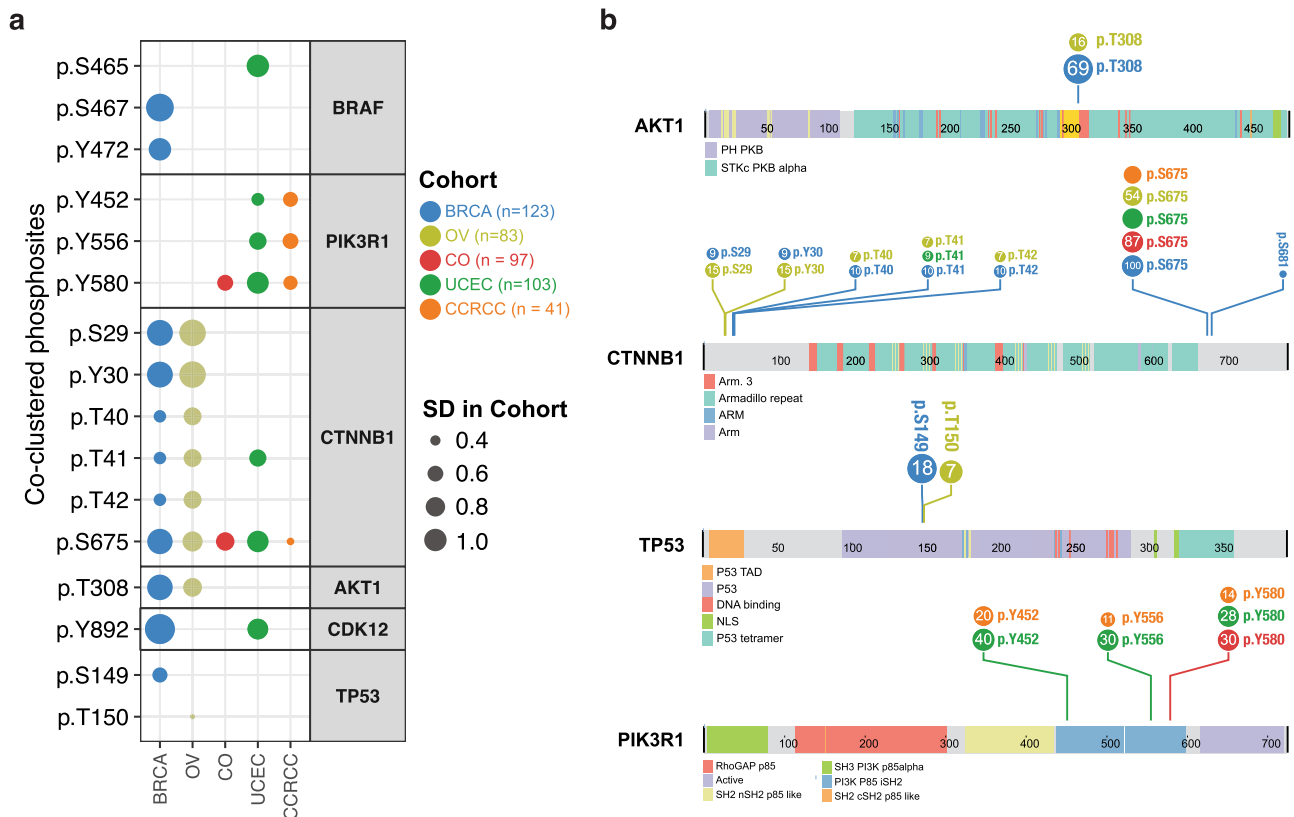 a
Co-clustered phosphosites
p.S465
p.S467
p.Y472
BRAF
p.Y452
p.Y556
p.Y580
PIK3R1
p.S29
p.Y30
p.T40
p.T41
p.T42
p.S675
CTNNB1
p.T308
AKT1
p.Y892
CDK12
p.S149
p.T150
TP53
BRCA
OV
CO
UCEC
CCRCC
Cohort
BRCA (n=123)
OV (n=83)
CO (n = 97)
UCEC (n=103)
CCRCC (n = 41)
SD in Cohort
0.4
0.6
0.8
1.0
b
16 p.T308
69 p.T308
AKT1
50 100 150 200 250 300 350 400 450
PH PKB
STKc PKB alpha
p.S675
54 p.S675
p.S675
87 p.S675
100 p.S675
p.S681
9 p.S29
15 p.S29
9 p.Y30
15 p.Y30
7 p.T40
10 p.T40
7 p.T41
9 p.T41
10 p.T41
7 p.T42
10 p.T42
CTNNB1
100 200 300 400 500 600 700
Arm. 3
Armadillo repeat
ARM
Arm
p.S149
18
p.T150
7
TP53
50 100 150 200 250 300 350
P53 TAD
P53
DNA binding
NLS
P53 tetramer
20 p.Y452
40 p.Y452
11 p.Y556
30 p.Y556
14 p.Y580
28 p.Y580
30 p.Y580
PIK3R1
100 200 300 400 500 600 700
RhoGAP p85
Active
SH2 nSH2 p85 like
SH3 PI3K p85alpha
PI3K P85 iSH2
SH2 cSH2 p85 like